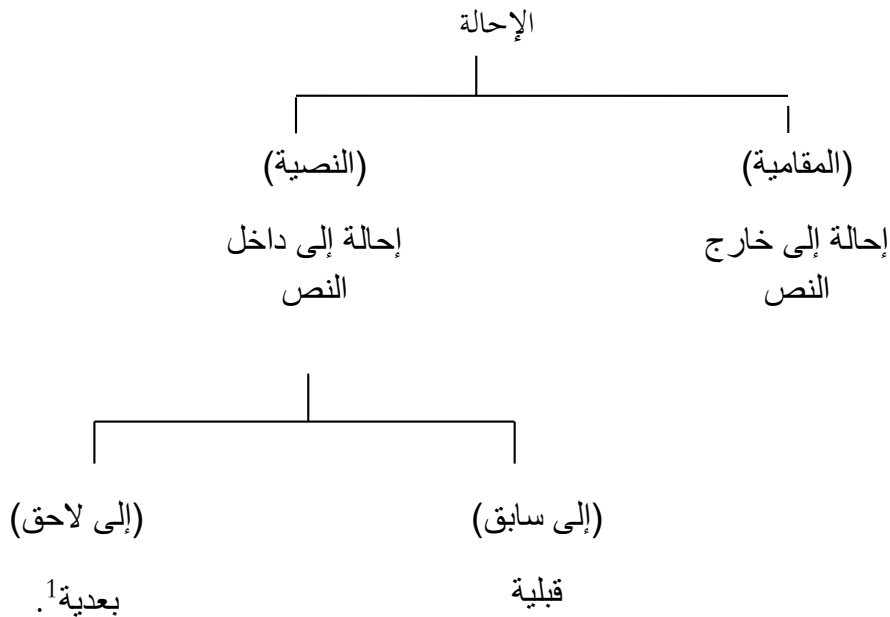 الإحالة
(المقامية) (النصية)
إحالة إلى خارج إحالة إلى داخل
النص النص
(إلى سابق) (إلى لاحق)
قبلية بعدية1.